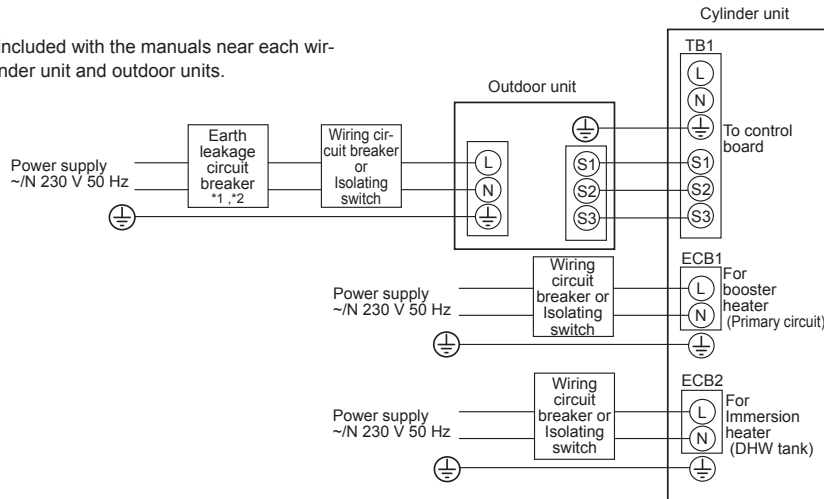 Cylinder unit
included with the manuals near each wir-
nder unit and outdoor units.
TB1
L
N
To control
board
S1
S2
S3
Outdoor unit
Power supply
~/N 230 V 50 Hz
Earth
leakage
circuit
breaker
*1 ,*2
Wiring cir-
cuit breaker
or
Isolating
switch
L
N
S1
S2
S3
Power supply
~/N 230 V 50 Hz
Wiring
circuit
breaker or
Isolating
switch
ECB1
L
N
For
booster
heater
(Primary circuit)
Power supply
~/N 230 V 50 Hz
Wiring
circuit
breaker or
Isolating
switch
ECB2
L
N
For
Immersion
heater
(DHW tank)